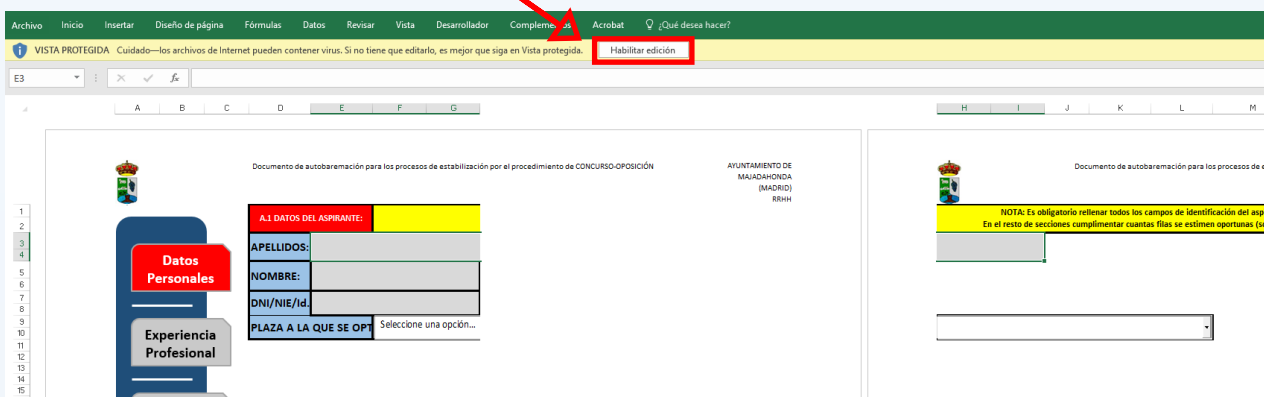 Archivo Inicio Insertar Diseño de página Fórmulas Datos Revisar Vista Desarrollador Complementos Acrobat ¿Qué desea hacer?
VISTA PROTEGIDA Cuidado—los archivos de Internet pueden contener virus. Si no tiene que editarlo, es mejor que siga en Vista protegida. Habilitar edición
E3 fx
A B C D E F G H I J K L M
Documento de autobaremación para los procesos de estabilización por el procedimiento de CONCURSO-OPOSICIÓN
AYUNTAMIENTO DE
MAJADAHONDA
(MADRID)
RRHH
Documento de autobaremación para los procesos de e
1
2
3
4
5
6
7
8
9
10
11
12
13
14
15
A.1 DATOS DEL ASPIRANTE:
NOTA: Es obligatorio rellenar todos los campos de identificación del asp
En el resto de secciones cumplimentar cuantas filas se estimen oportunas (s
APELLIDOS:
NOMBRE:
DNI/NIE/Id.
PLAZA A LA QUE SE OPT Seleccione una opción...
Datos
Personales
Experiencia
Profesional